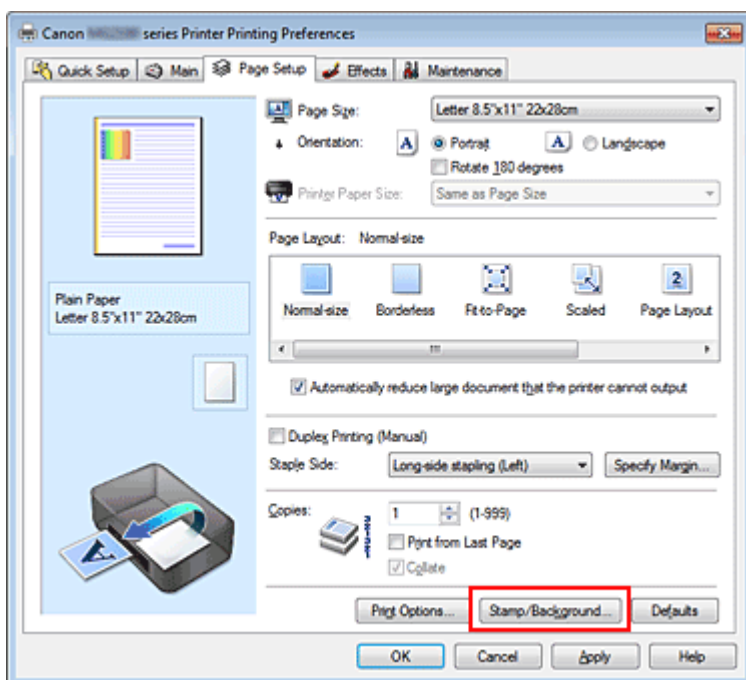 Canon series Printer Printing Preferences
Quick Setup Main Page Setup Effects Maintenance
Page Size: Letter 8.5"x11" 22x28cm
Orientation: A Portrait A Landscape
Rotate 180 degrees
Printer Paper Size: Same as Page Size
Page Layout: Normal-size
2
Normal-size Borderless Fit-to-Page Scaled Page Layout
Plain Paper
Letter 8.5"x11" 22x28cm
Automatically reduce large document that the printer cannot output
Duplex Printing (Manual)
Staple Side: Long-side stapling (Left) Specify Margin...
Copies: 1 (1-999)
Print from Last Page
Collate
A
Print Options... Stamp/Background... Defaults
OK Cancel Apply Help